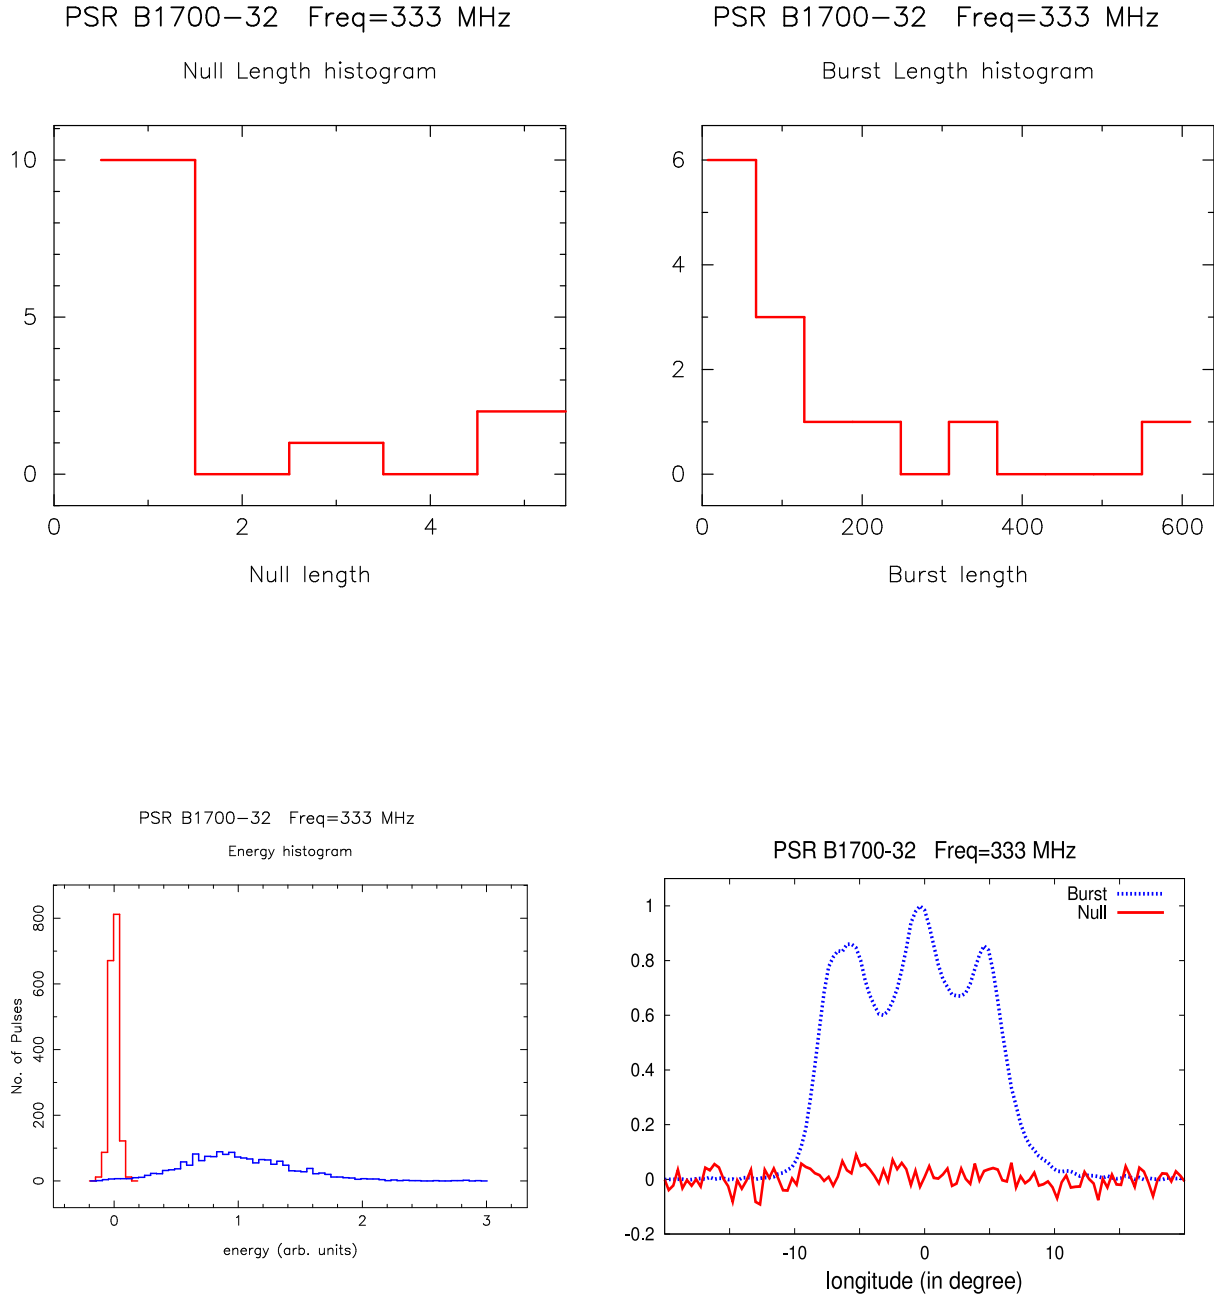 PSR B1700-32 Freq=333 MHz
Null Length histogram
10
5
0
0 2 4
Null length
PSR B1700-32 Freq=333 MHz
Burst Length histogram
6
4
2
0
0 200 400 600
Burst length
PSR B1700-32 Freq=333 MHz
Energy histogram
No. of Pulses
800
600
400
200
0
0 1 2 3
energy (arb. units)
PSR B1700-32 Freq=333 MHz
Burst
Null
1
0.8
0.6
0.4
0.2
0
-0.2
-10 0 10
longitude (in degree)